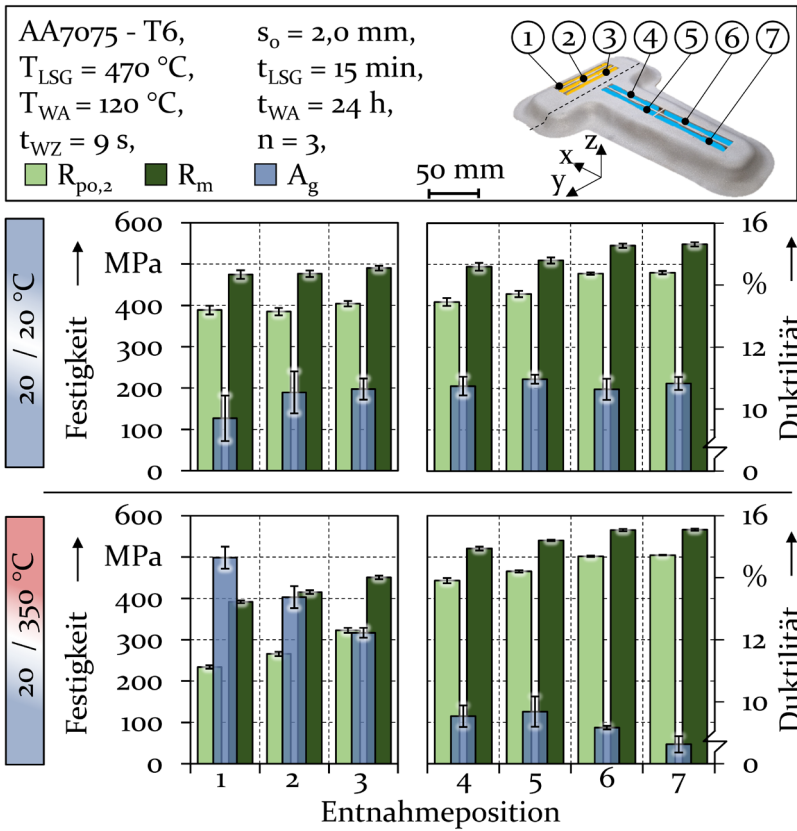 AA7075 - T6, s₀ = 2,0 mm,
T_LSG = 470 °C, t_LSG = 15 min,
T_WA = 120 °C, t_WA = 24 h,
t_WZ = 9 s, n = 3,
R_p0,2 R_m A_g
1 2 3 4 5 6 7
x y z
50 mm
20 / 20 °C
Festigkeit
600
MPa
400
300
200
100
0
16
%
12
10
0
Duktilität
20 / 350 °C
Festigkeit
600
MPa
400
300
200
100
0
16
%
12
10
0
Duktilität
1 2 3 4 5 6 7
Entnahmeposition